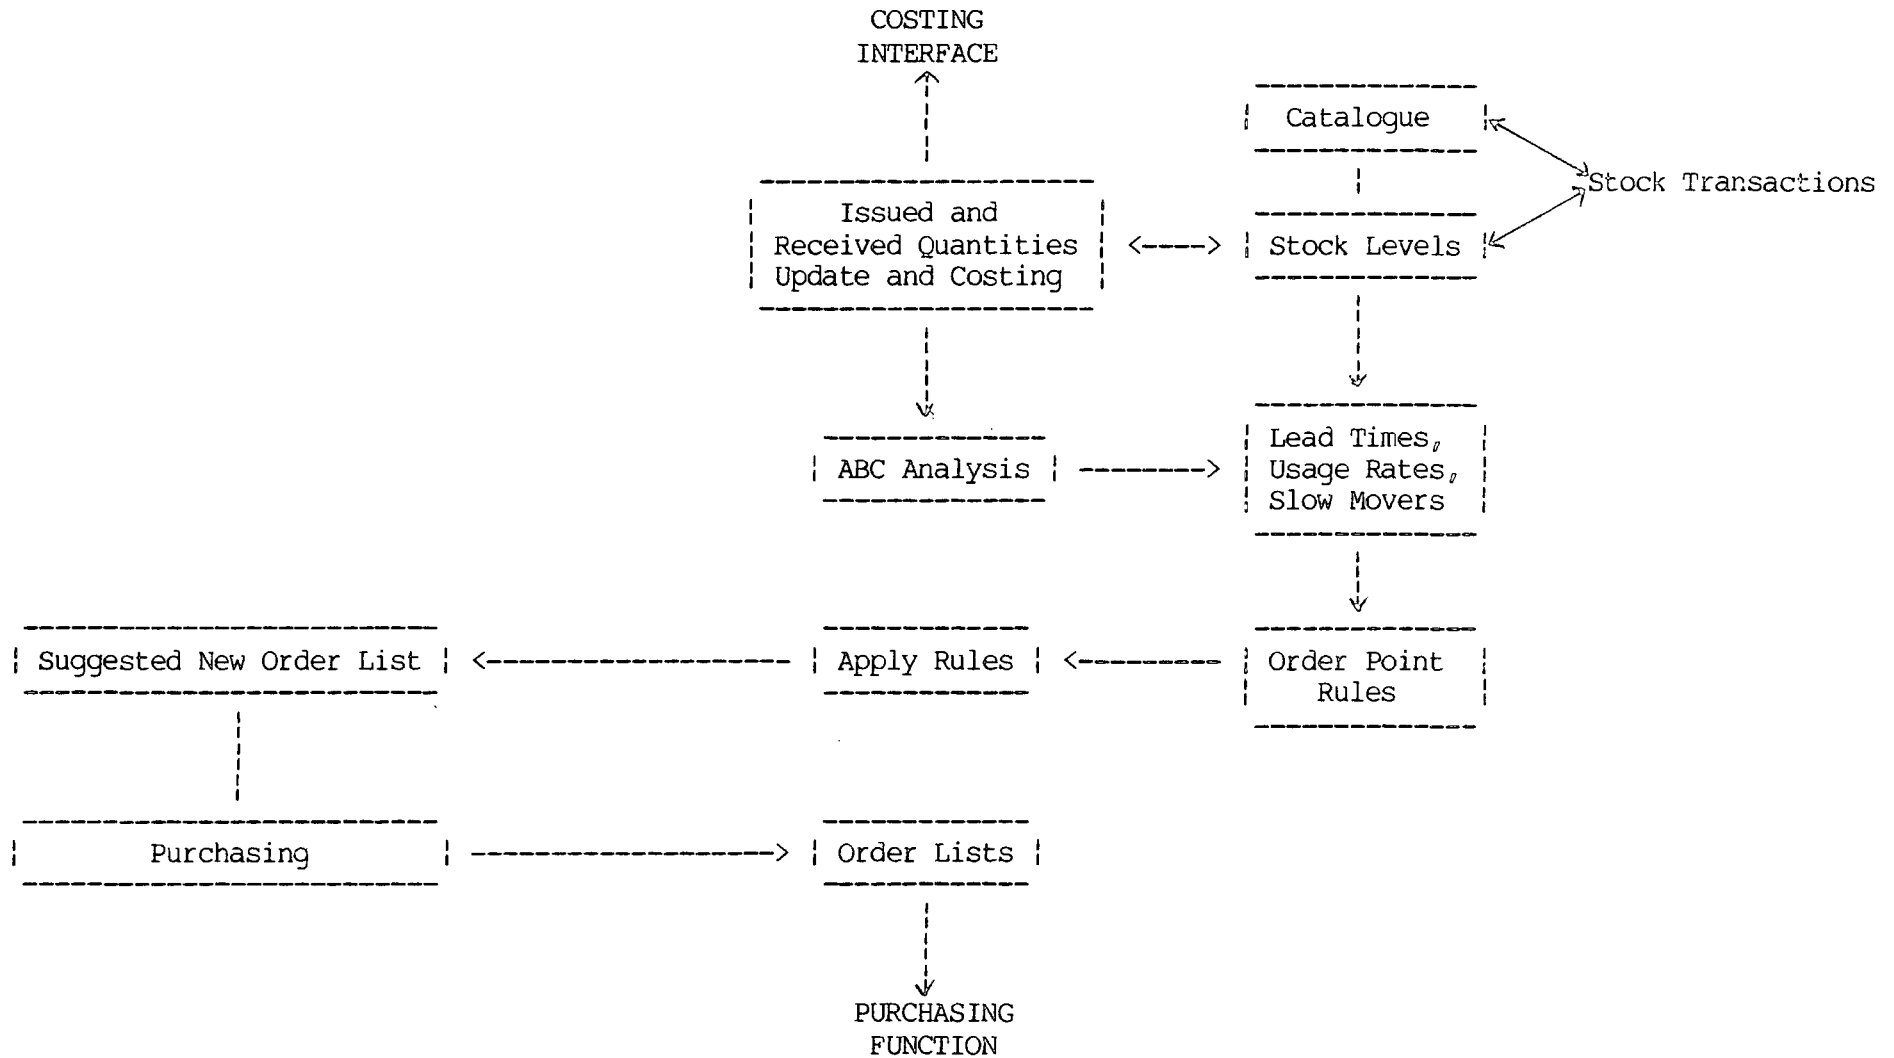 COSTING
INTERFACE
Catalogue
Stock Transactions
Issued and
Received Quantities
Update and Costing
Stock Levels
ABC Analysis
Lead Times,
Usage Rates,
Slow Movers
Suggested New Order List
Apply Rules
Order Point
Rules
Purchasing
Order Lists
PURCHASING
FUNCTION